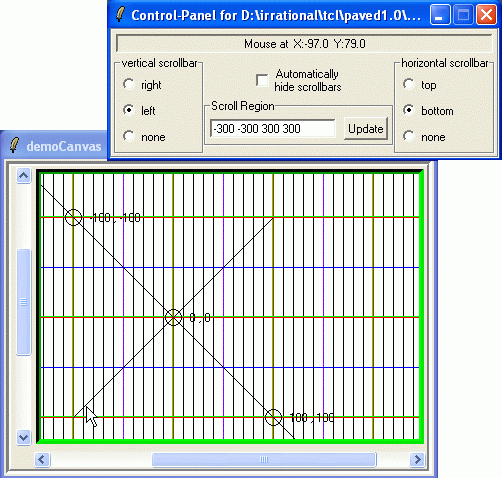 Control-Panel for D:\irrational\tcl\paved1.0\...
Mouse at X:-97.0 Y:79.0
vertical scrollbar
right
left
none
Automatically
hide scrollbars
Scroll Region
-300 -300 300 300
Update
horizontal scrollbar
top
bottom
none
demoCanvas
-100,-100
0,0
100,100